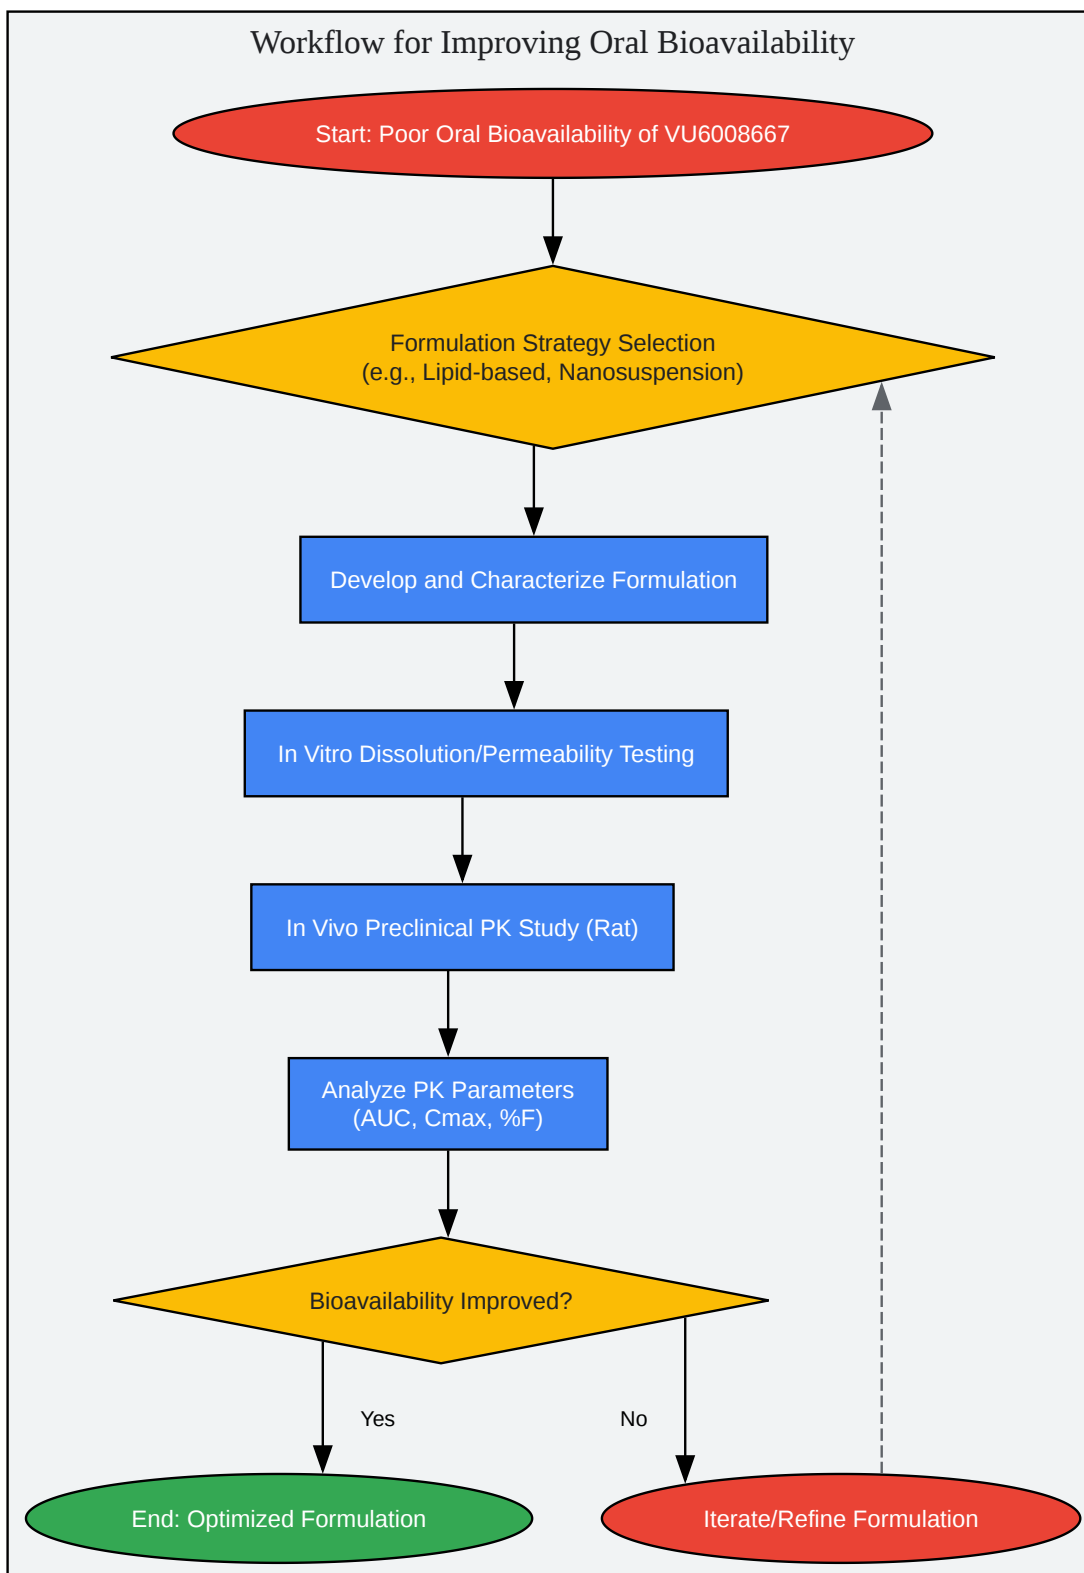 Workflow for Improving Oral Bioavailability
Start: Poor Oral Bioavailability of VU6008667
Formulation Strategy Selection
(e.g., Lipid-based, Nanosuspension)
Develop and Characterize Formulation
In Vitro Dissolution/Permeability Testing
In Vivo Preclinical PK Study (Rat)
Analyze PK Parameters
(AUC, Cmax, %F)
Bioavailability Improved?
Yes
No
End: Optimized Formulation
Iterate/Refine Formulation